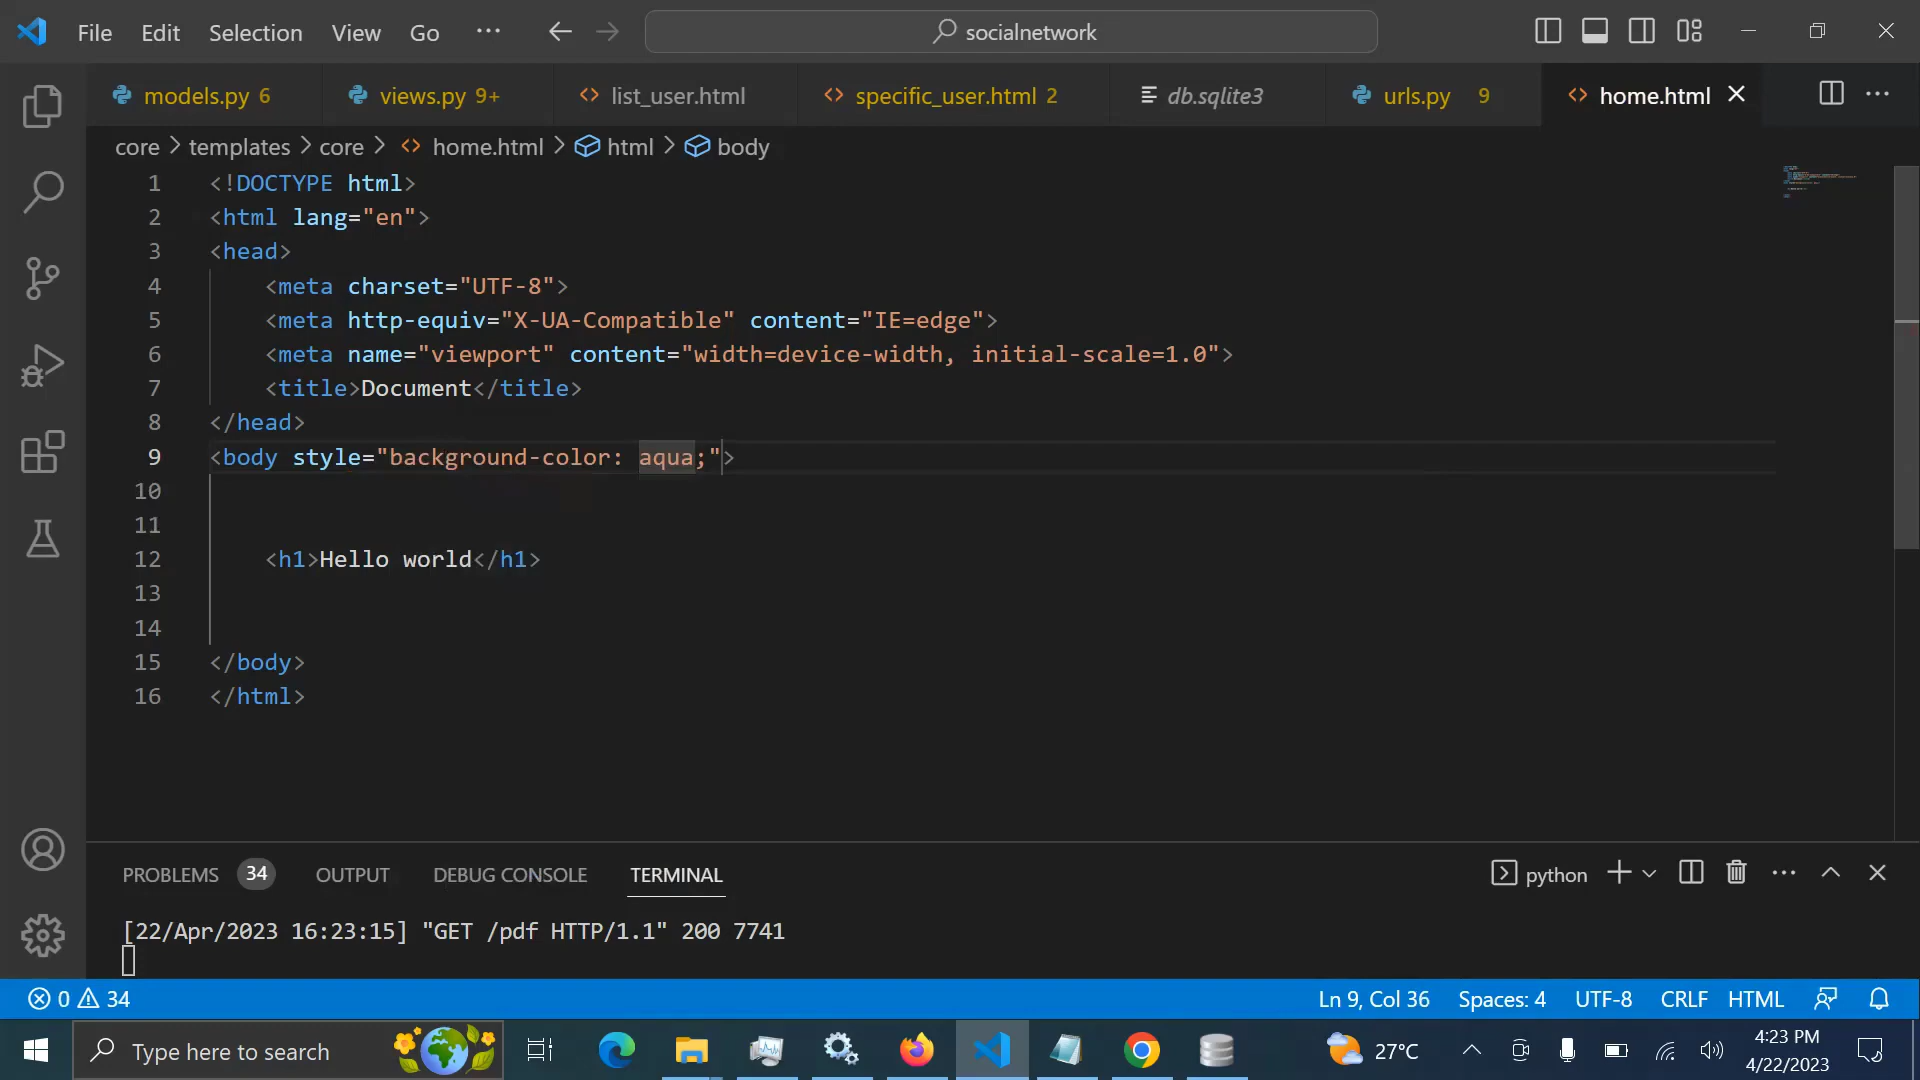 File Edit Selection View Go ··· socialnetwork
models.py 6 views.py 9+ list_user.html specific_user.html 2 db.sqlite3 urls.py 9 home.html
core > templates > core > home.html > html > body
1 <!DOCTYPE html>
2 <html lang="en">
3 <head>
4 <meta charset="UTF-8">
5 <meta http-equiv="X-UA-Compatible" content="IE=edge">
6 <meta name="viewport" content="width=device-width, initial-scale=1.0">
7 <title>Document</title>
8 </head>
9 <body style="background-color: aqua;">
10
11
12 <h1>Hello world</h1>
13
14
15 </body>
16 </html>
PROBLEMS 34 OUTPUT DEBUG CONSOLE TERMINAL python
[22/Apr/2023 16:23:15] "GET /pdf HTTP/1.1" 200 7741
0 34 Ln 9, Col 36 Spaces: 4 UTF-8 CRLF HTML
Type here to search 27°C 4:23 PM
4/22/2023